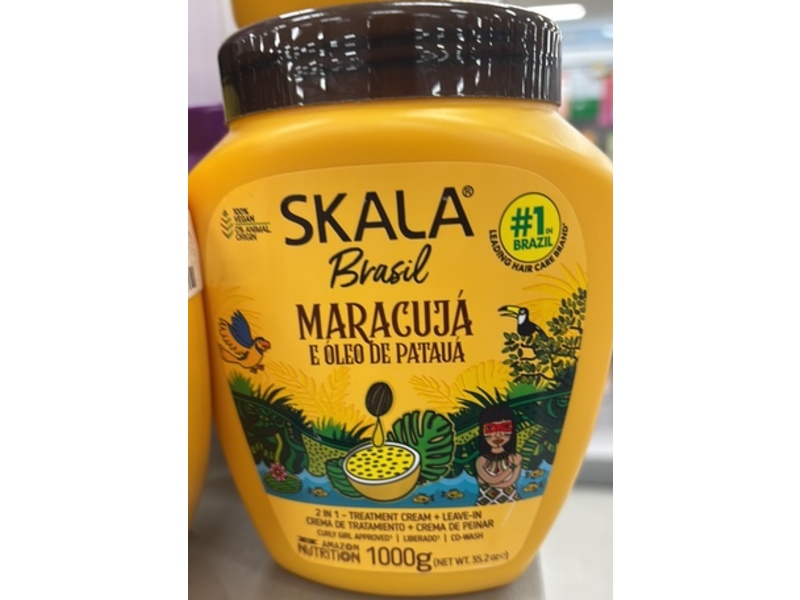 100%
VEGAN
0% ANIMAL
ORIGIN
SKALA®
Brasil
#1 IN
BRAZIL
LEADING HAIR CARE BRAND
MARACUJÁ
E ÓLEO DE PATAUÁ
2 IN 1 - TREATMENT CREAM + LEAVE-IN
CREMA DE TRATAMIENTO + CREMA DE PEINAR
CURLY GIRL APPROVED | LIBERADO | CO-WASH
AMAZON
NUTRITION
1000g (NET WT. 35.2 oz)